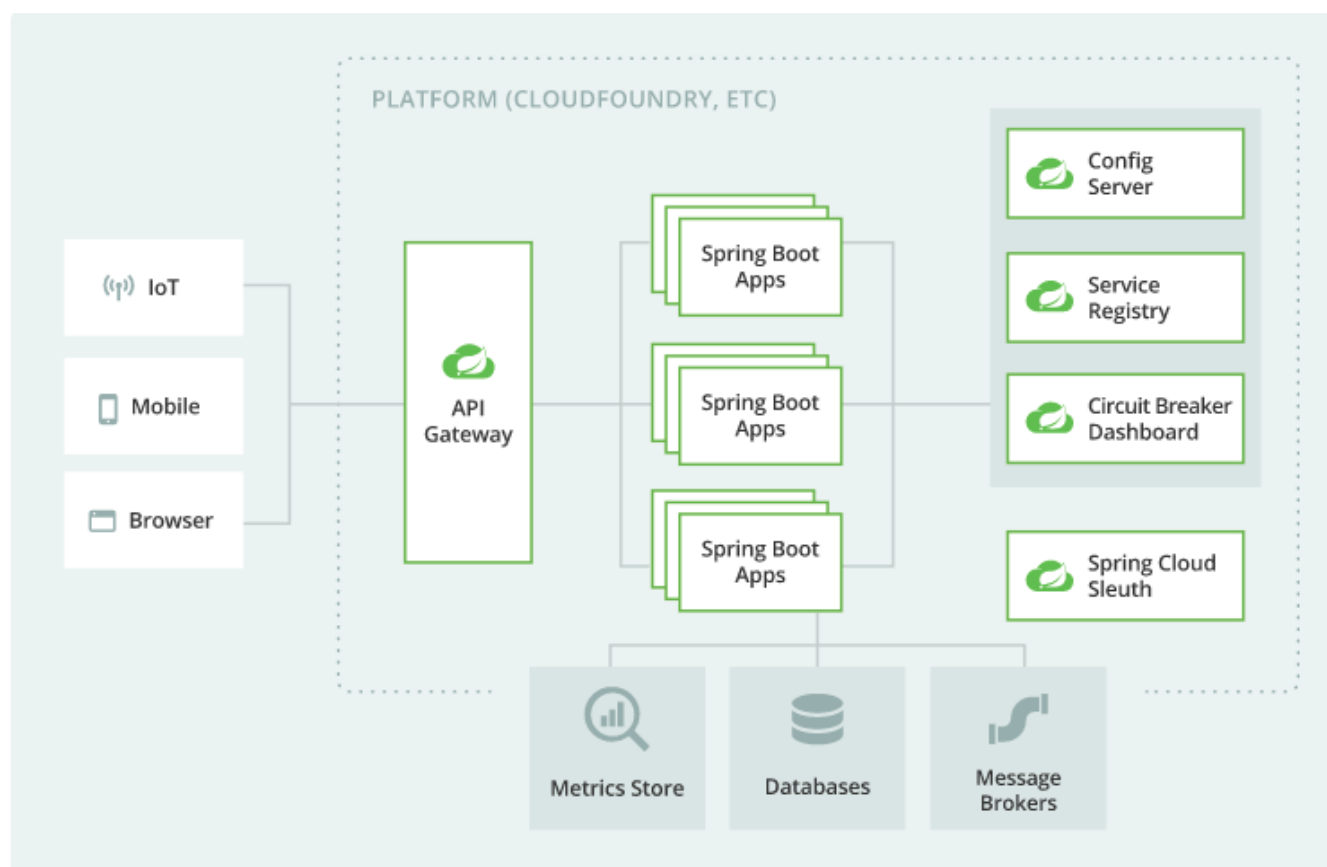 PLATFORM (CLOUDFOUNDRY, ETC)
IoT
Mobile
Browser
API
Gateway
Spring Boot
Apps
Spring Boot
Apps
Spring Boot
Apps
Config
Server
Service
Registry
Circuit Breaker
Dashboard
Spring Cloud
Sleuth
Metrics Store
Databases
Message
Brokers